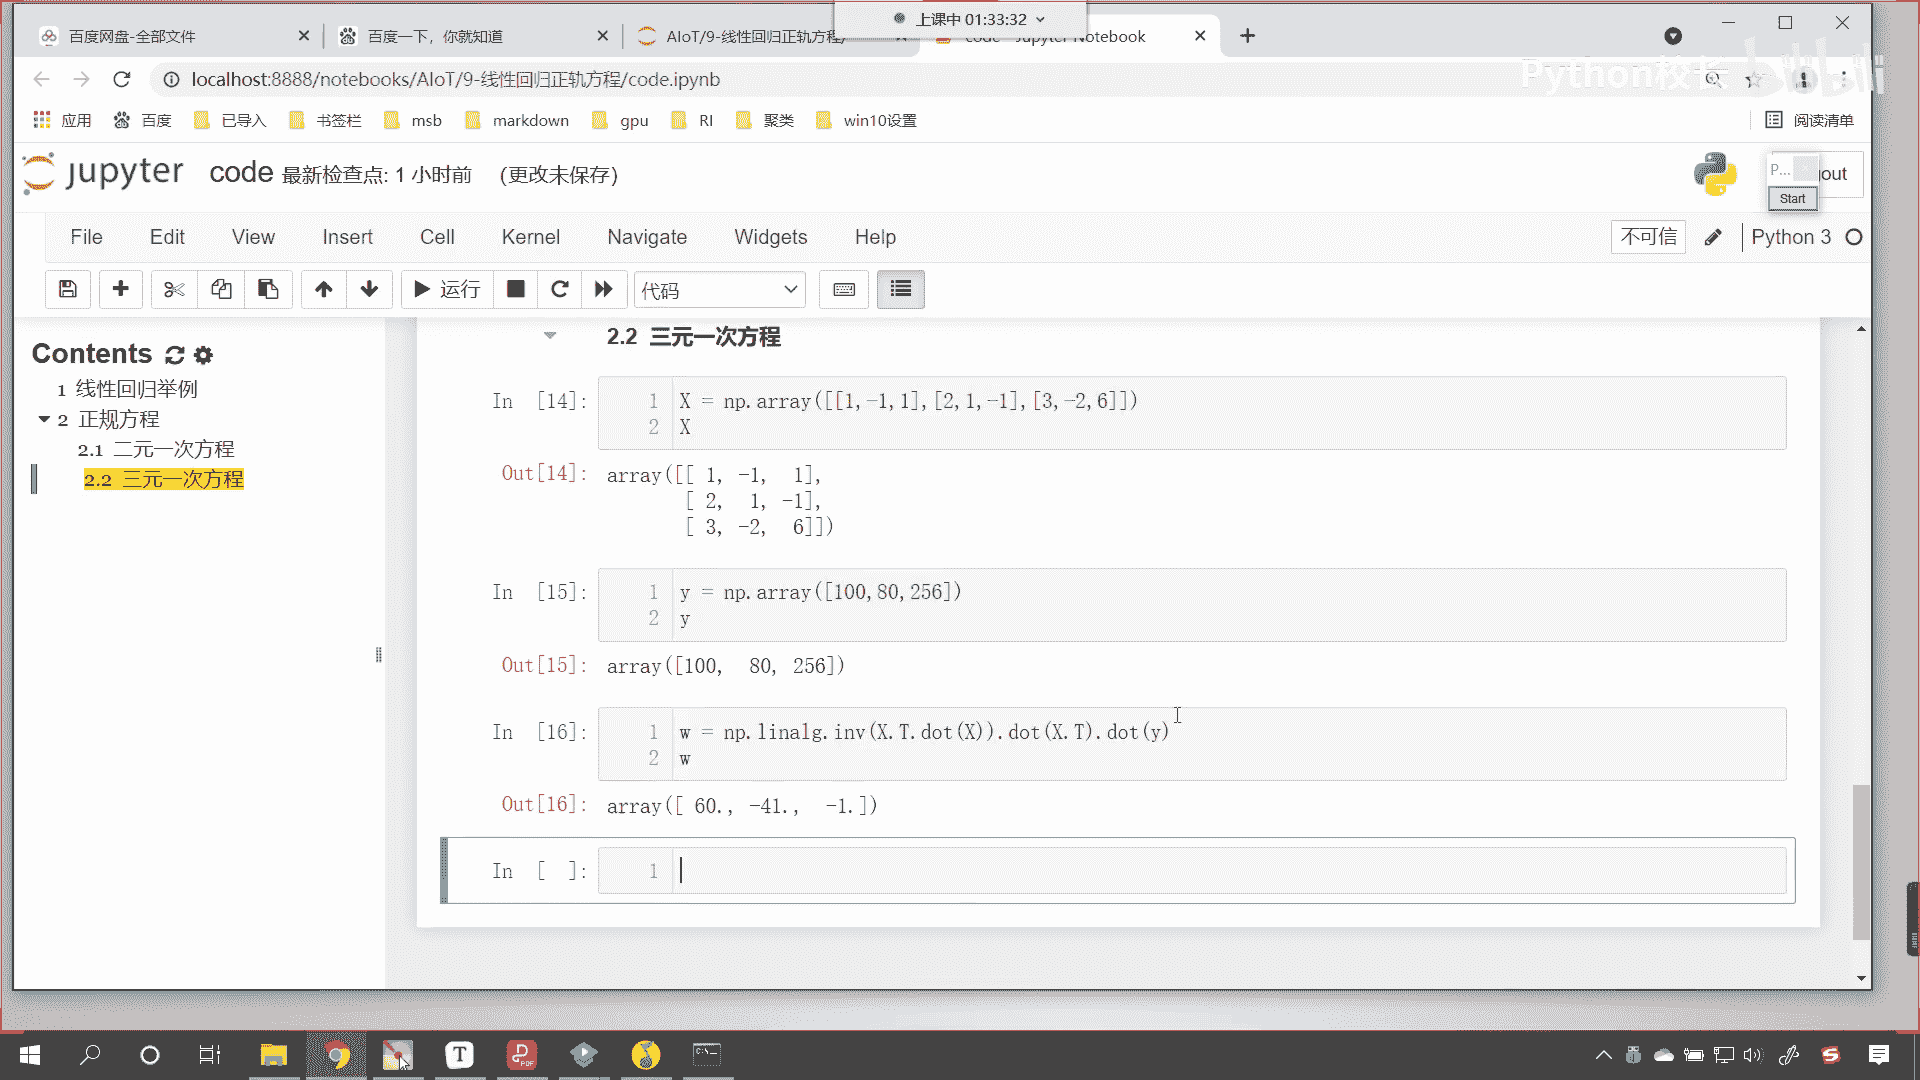 上课中 01:33:32
百度网盘-全部文件
百度一下，你就知道
AIoT/9-线性回归正轨方程/
code - Jupyter Notebook
localhost:8888/notebooks/AIoT/9-线性回归正轨方程/code.ipynb
Python校长
bilibili
应用 百度 已导入 书签栏 msb markdown gpu RI 聚类 win10设置 阅读清单
jupyter code 最新检查点: 1 小时前 (更改未保存)
P... out
Start
File Edit View Insert Cell Kernel Navigate Widgets Help 不可信 Python 3
运行 代码
Contents
1 线性回归举例
2 正规方程
2.1 二元一次方程
2.2 三元一次方程
2.2 三元一次方程
In [14]: 1 X = np.array([[1,-1,1],[2,1,-1],[3,-2,6]])
2 X
Out[14]: array([[ 1, -1, 1],
[ 2, 1, -1],
[ 3, -2, 6]])
In [15]: 1 y = np.array([100,80,256])
2 y
Out[15]: array([100, 80, 256])
In [16]: 1 w = np.linalg.inv(X.T.dot(X)).dot(X.T).dot(y)
2 w
Out[16]: array([ 60., -41., -1.])
In [ ]: 1